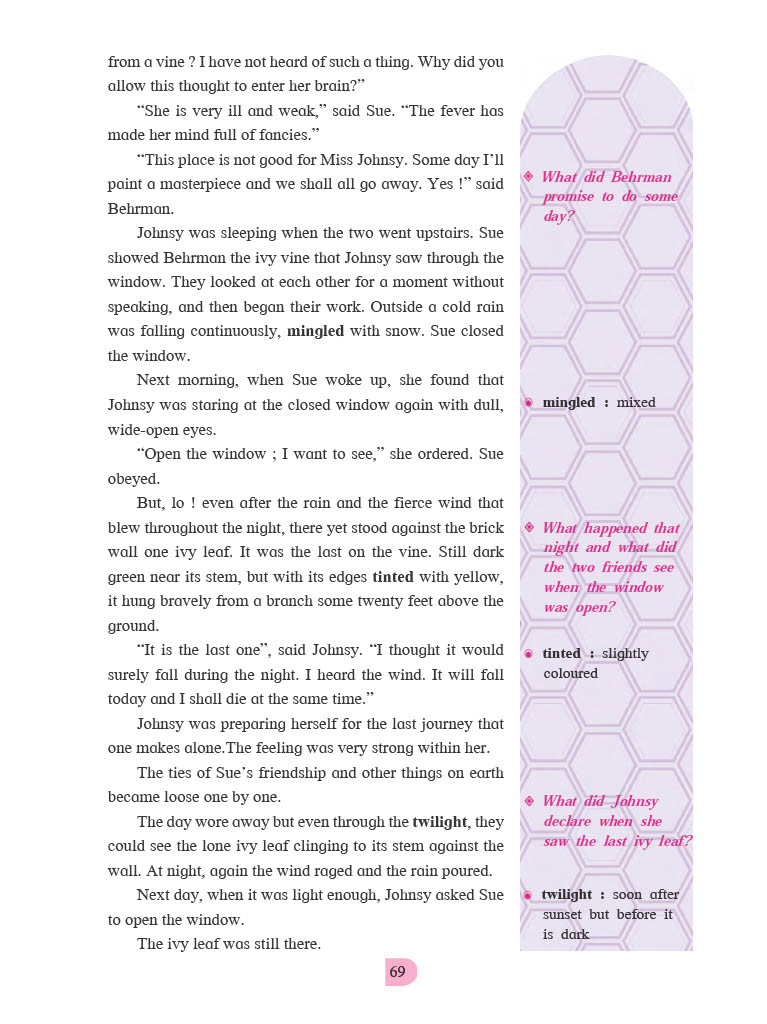 from a vine ? I have not heard of such a thing. Why did you
allow this thought to enter her brain?”
“She is very ill and weak,” said Sue. “The fever has
made her mind full of fancies.”
“This place is not good for Miss Johnsy. Some day I’ll
paint a masterpiece and we shall all go away. Yes !” said
Behrman.
Johnsy was sleeping when the two went upstairs. Sue
showed Behrman the ivy vine that Johnsy saw through the
window. They looked at each other for a moment without
speaking, and then began their work. Outside a cold rain
was falling continuously, mingled with snow. Sue closed
the window.
Next morning, when Sue woke up, she found that
Johnsy was staring at the closed window again with dull,
wide-open eyes.
“Open the window ; I want to see,” she ordered. Sue
obeyed.
But, lo ! even after the rain and the fierce wind that
blew throughout the night, there yet stood against the brick
wall one ivy leaf. It was the last on the vine. Still dark
green near its stem, but with its edges tinted with yellow,
it hung bravely from a branch some twenty feet above the
ground.
“It is the last one”, said Johnsy. “I thought it would
surely fall during the night. I heard the wind. It will fall
today and I shall die at the same time.”
Johnsy was preparing herself for the last journey that
one makes alone.The feeling was very strong within her.
The ties of Sue’s friendship and other things on earth
became loose one by one.
The day wore away but even through the twilight, they
could see the lone ivy leaf clinging to its stem against the
wall. At night, again the wind raged and the rain poured.
Next day, when it was light enough, Johnsy asked Sue
to open the window.
The ivy leaf was still there.
What did Behrman
promise to do some
day?
mingled : mixed
What happened that
night and what did
the two friends see
when the window
was open?
tinted : slightly
coloured
What did Johnsy
declare when she
saw the last ivy leaf?
twilight : soon after
sunset but before it
is dark
69